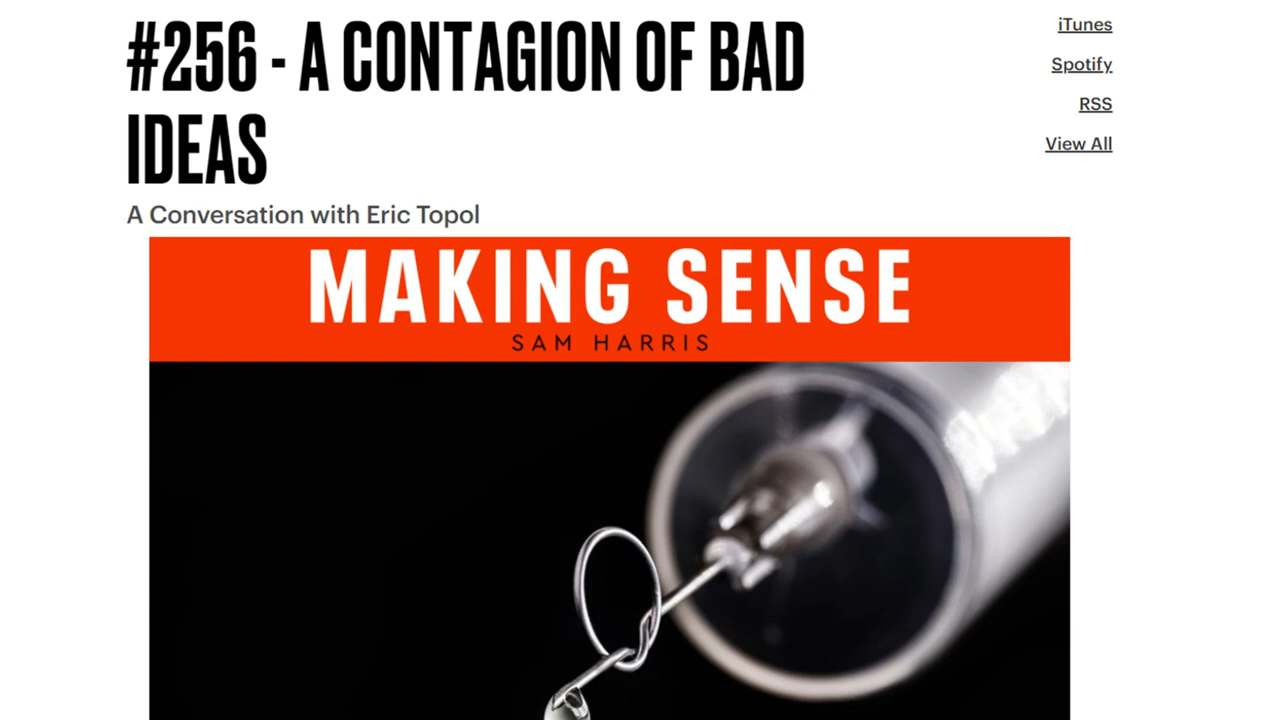 #256 - A CONTAGION OF BAD
IDEAS
A Conversation with Eric Topol
iTunes
Spotify
RSS
View All
MAKING SENSE
SAM HARRIS